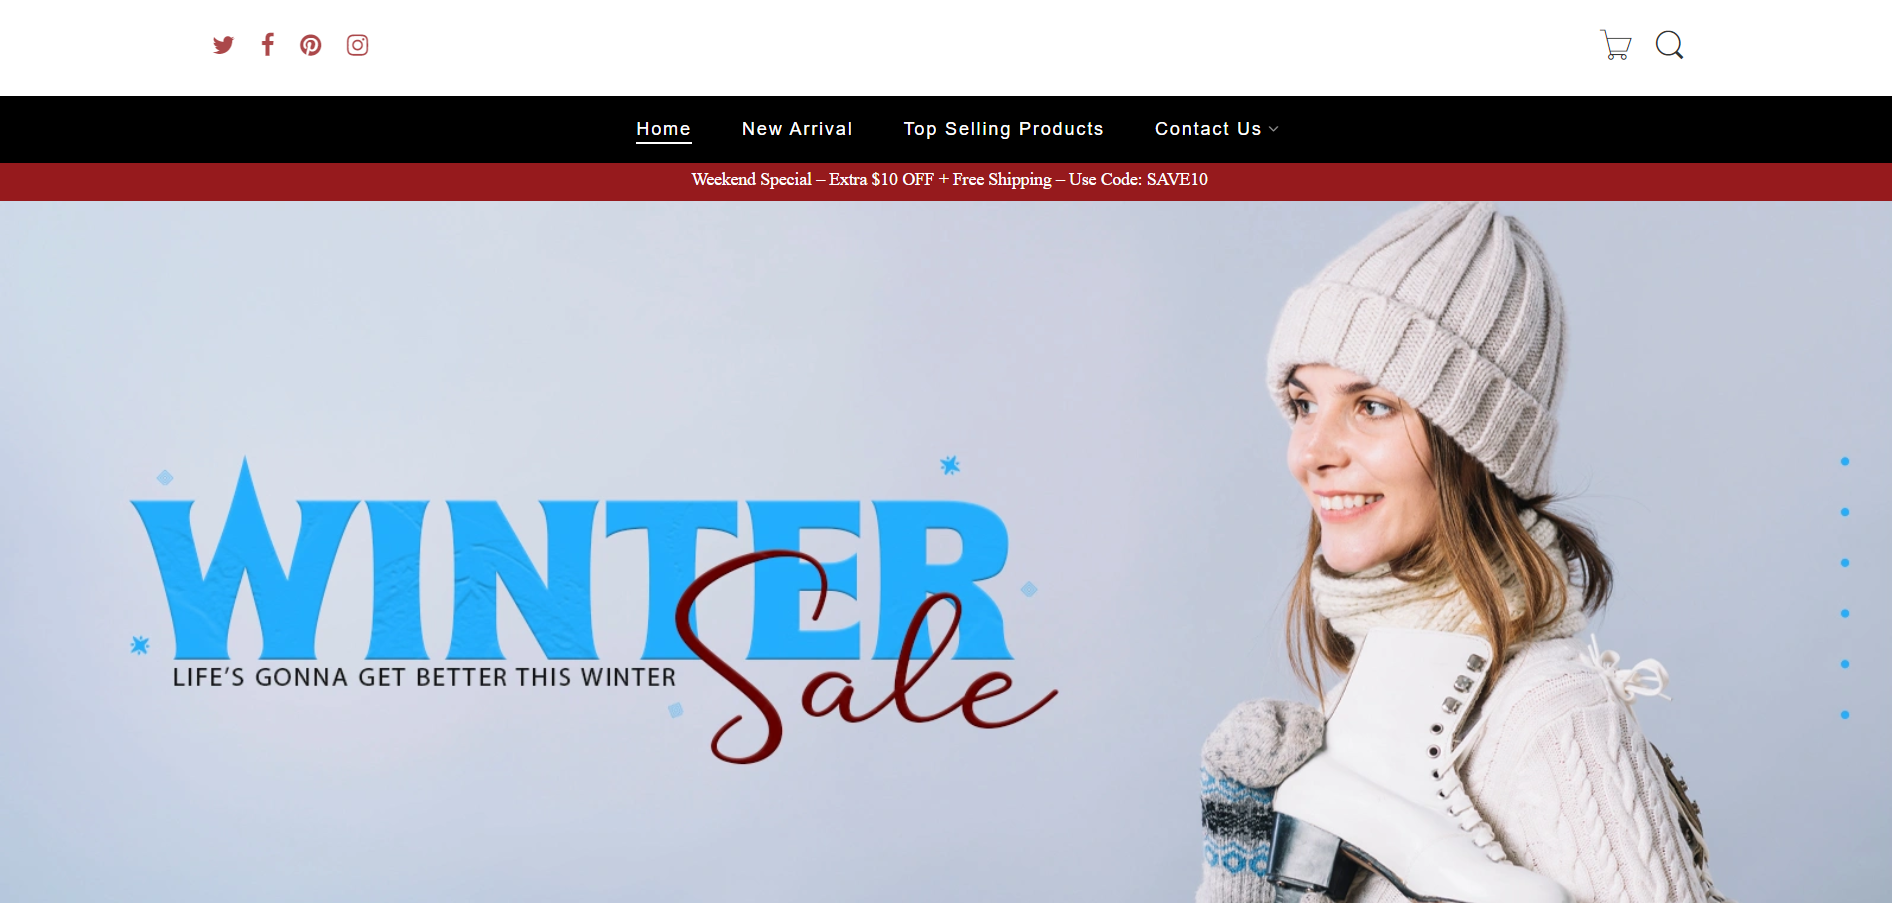 Home New Arrival Top Selling Products Contact Us
Weekend Special – Extra $10 OFF + Free Shipping – Use Code: SAVE10
WINTER
LIFE'S GONNA GET BETTER THIS WINTER
Sale